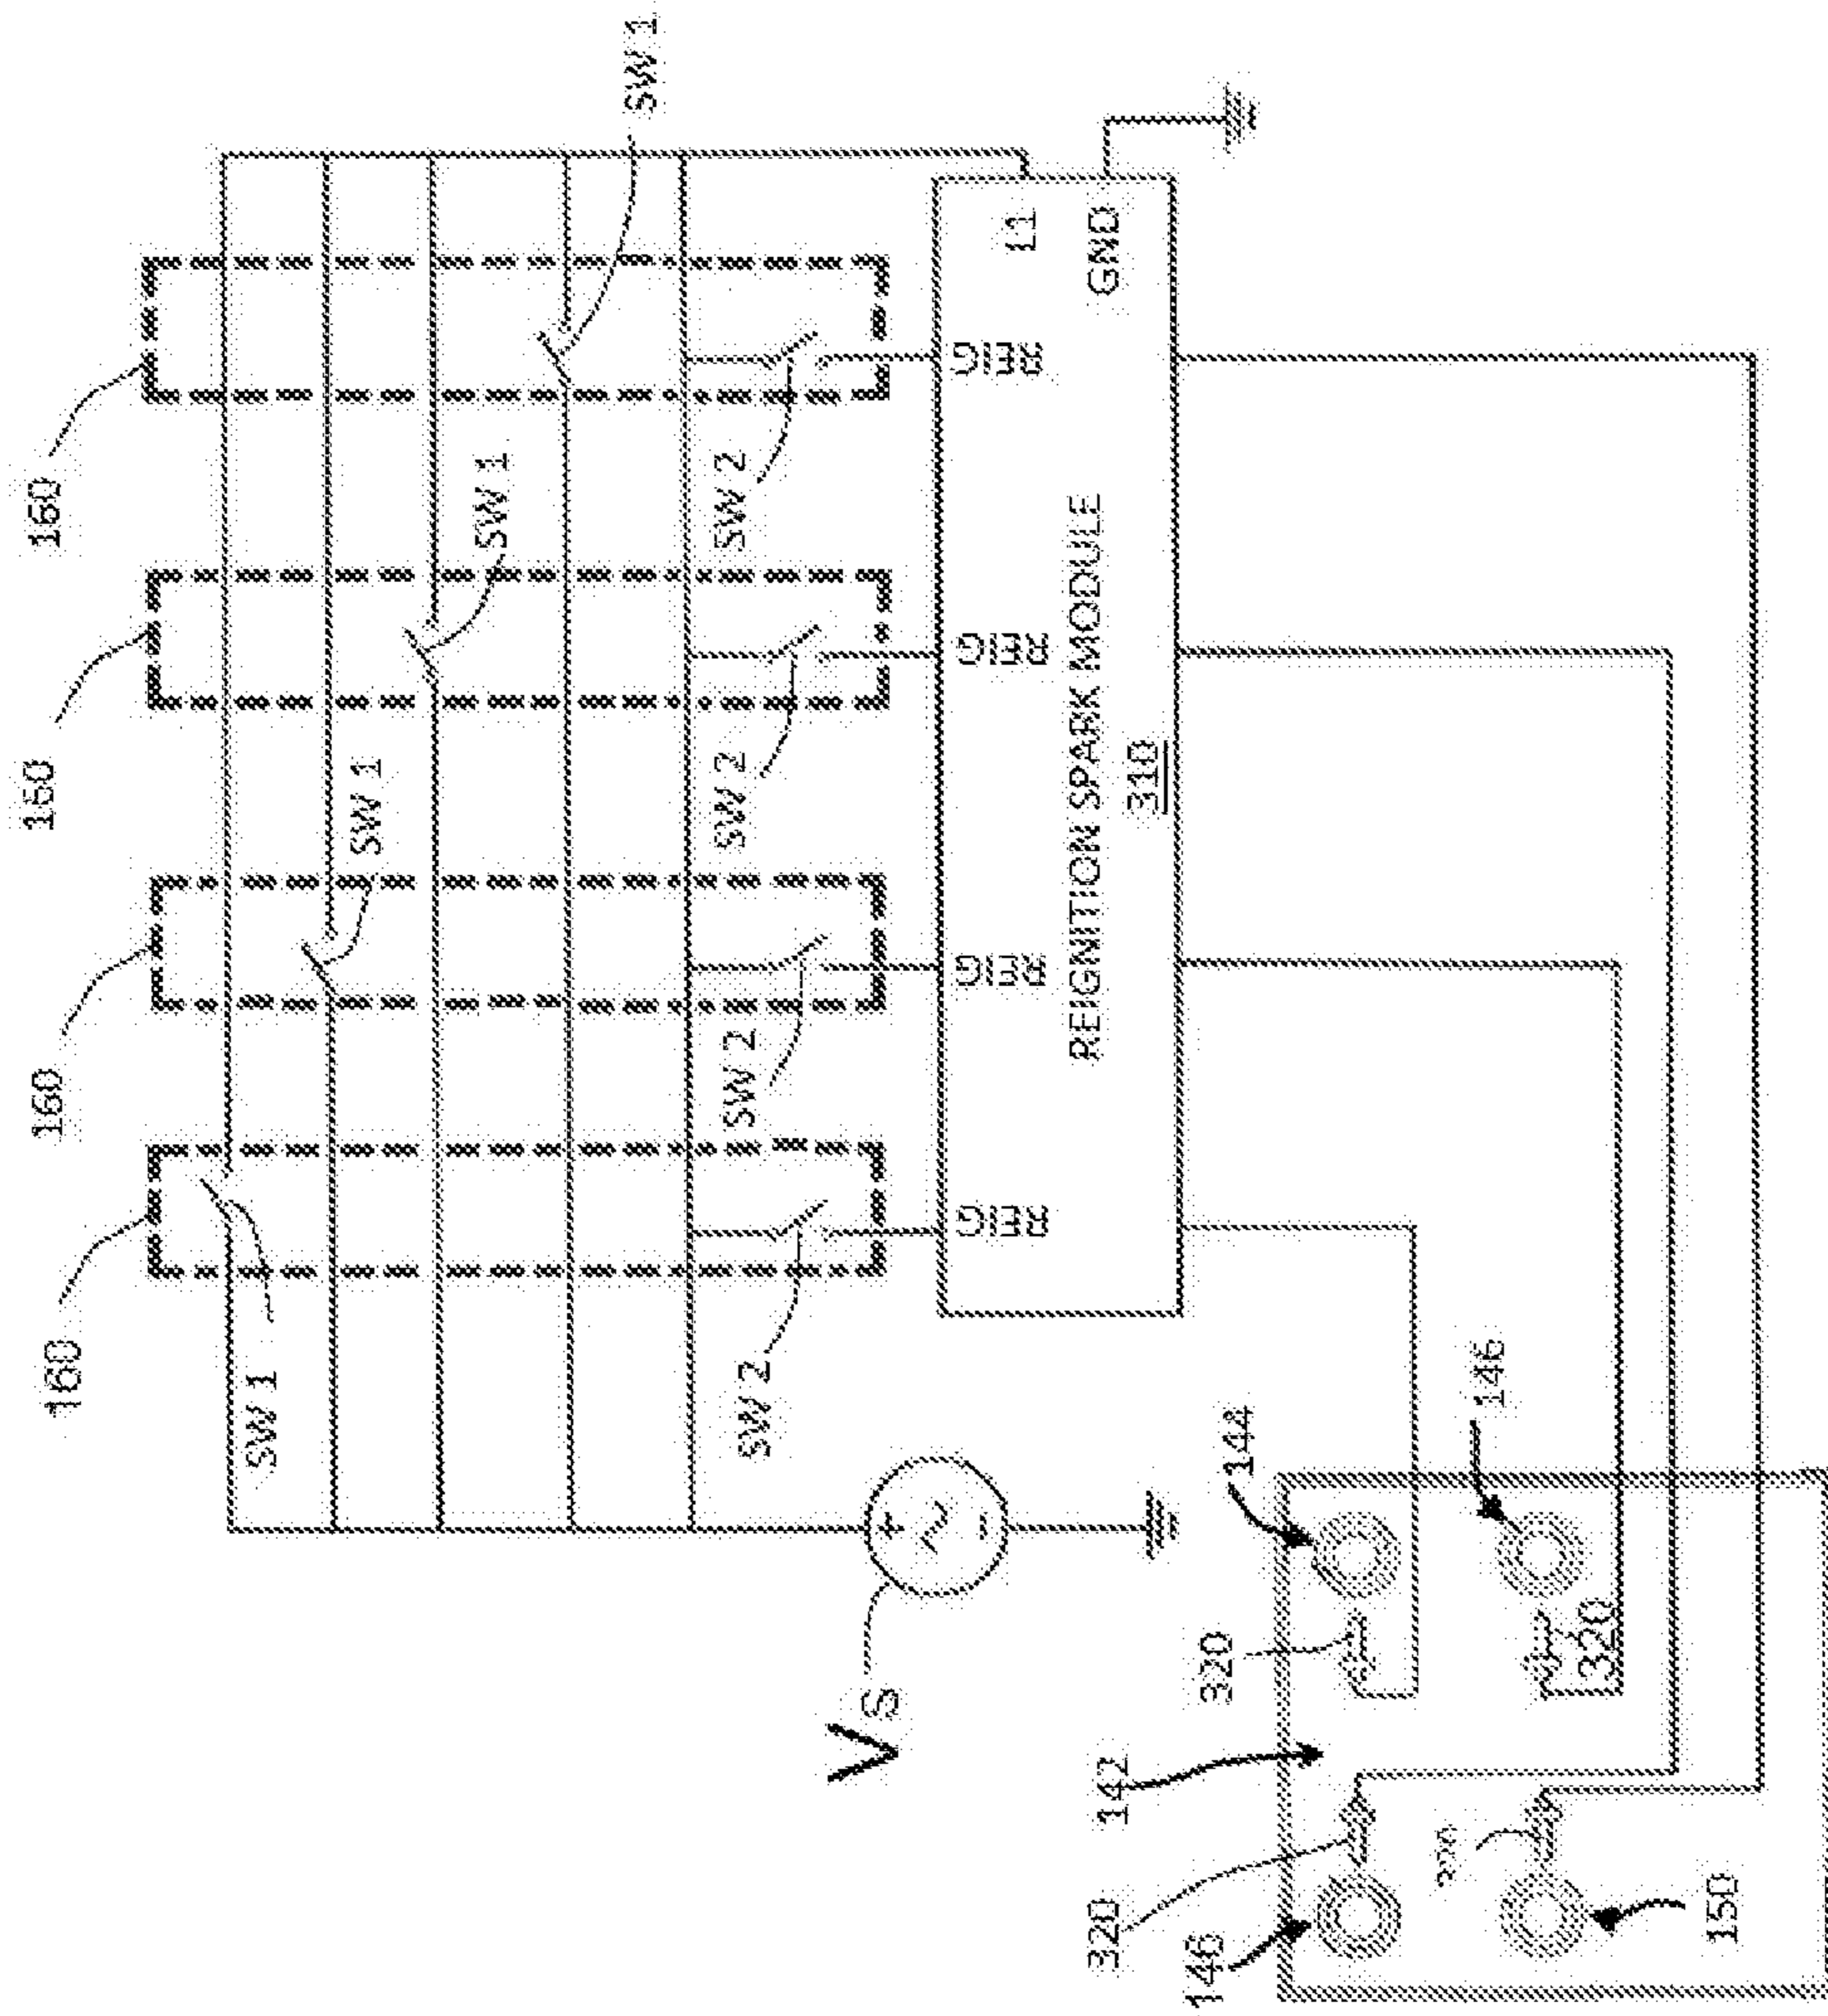 160
160
160
160
SW 1
SW 1
SW 1
SW 1
SW 2
SW 2
SW 2
SW 2
VS
+
-
REIG
REIG
REIG
REIG
L1
GND
REIGNITION SPARK MODULE
310
320
142
320
144
146
146
320
150